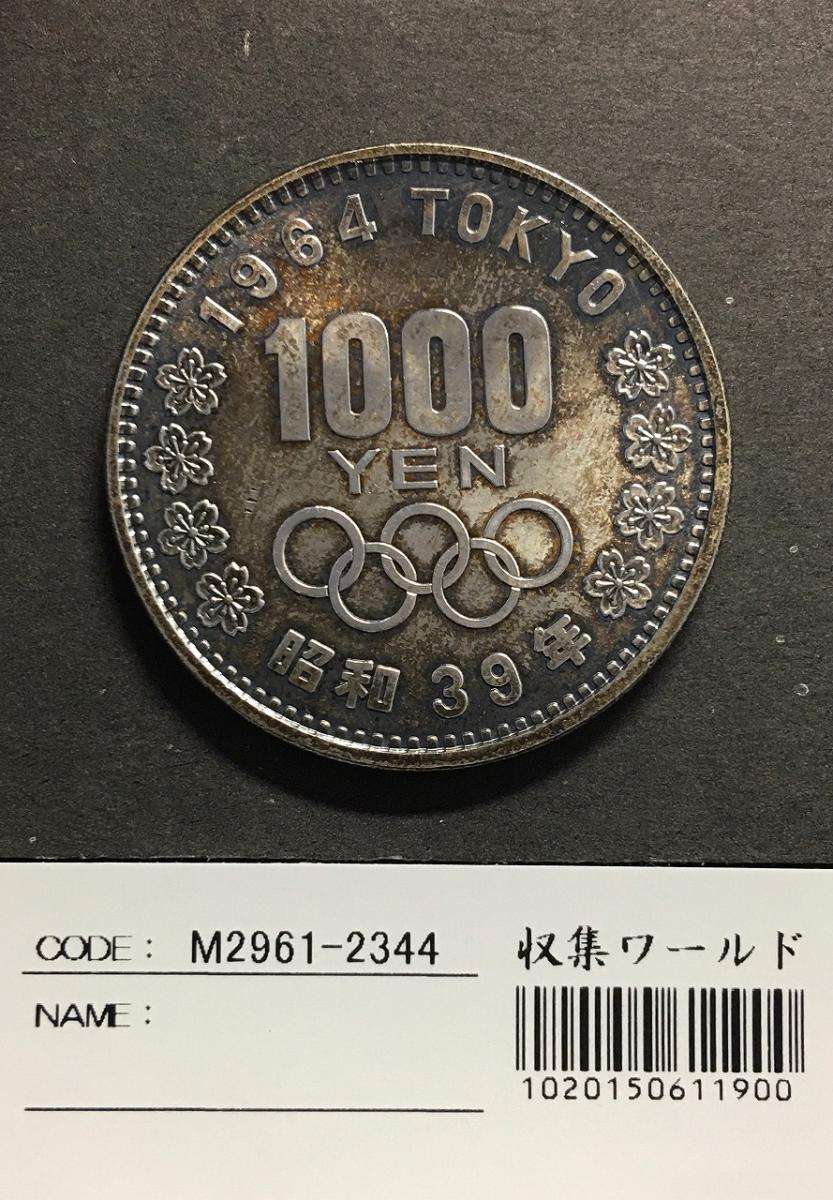 1964 TOKYO
1000
YEN
昭和 39 年
CODE: M2961-2344
収集ワールド
NAME:
1020150611900